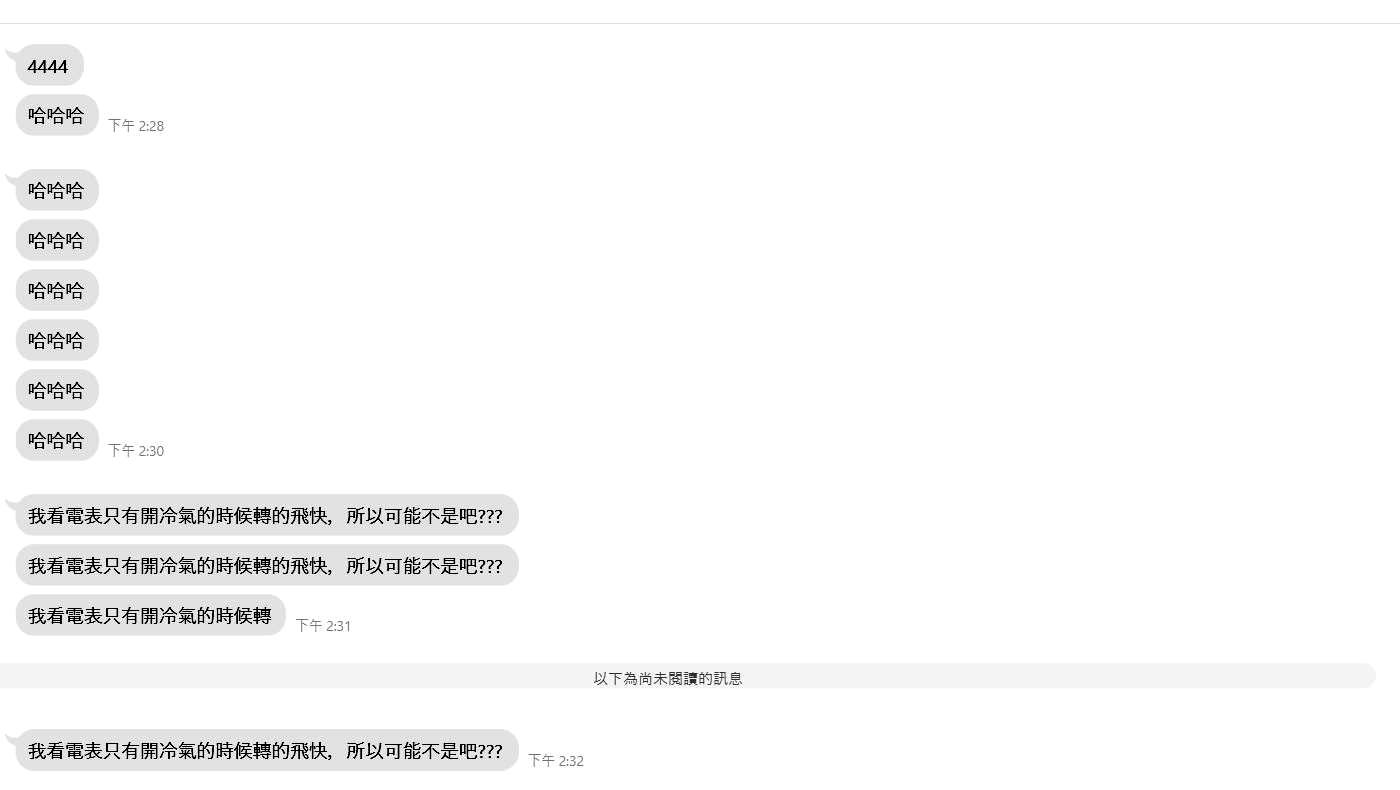 4444
哈哈哈
下午 2:28
哈哈哈
哈哈哈
哈哈哈
哈哈哈
哈哈哈
哈哈哈
下午 2:30
我看電表只有開冷氣的時候轉的飛快，所以可能不是吧???
我看電表只有開冷氣的時候轉的飛快，所以可能不是吧???
我看電表只有開冷氣的時候轉
下午 2:31
以下為尚未閱讀的訊息
我看電表只有開冷氣的時候轉的飛快，所以可能不是吧???
下午 2:32